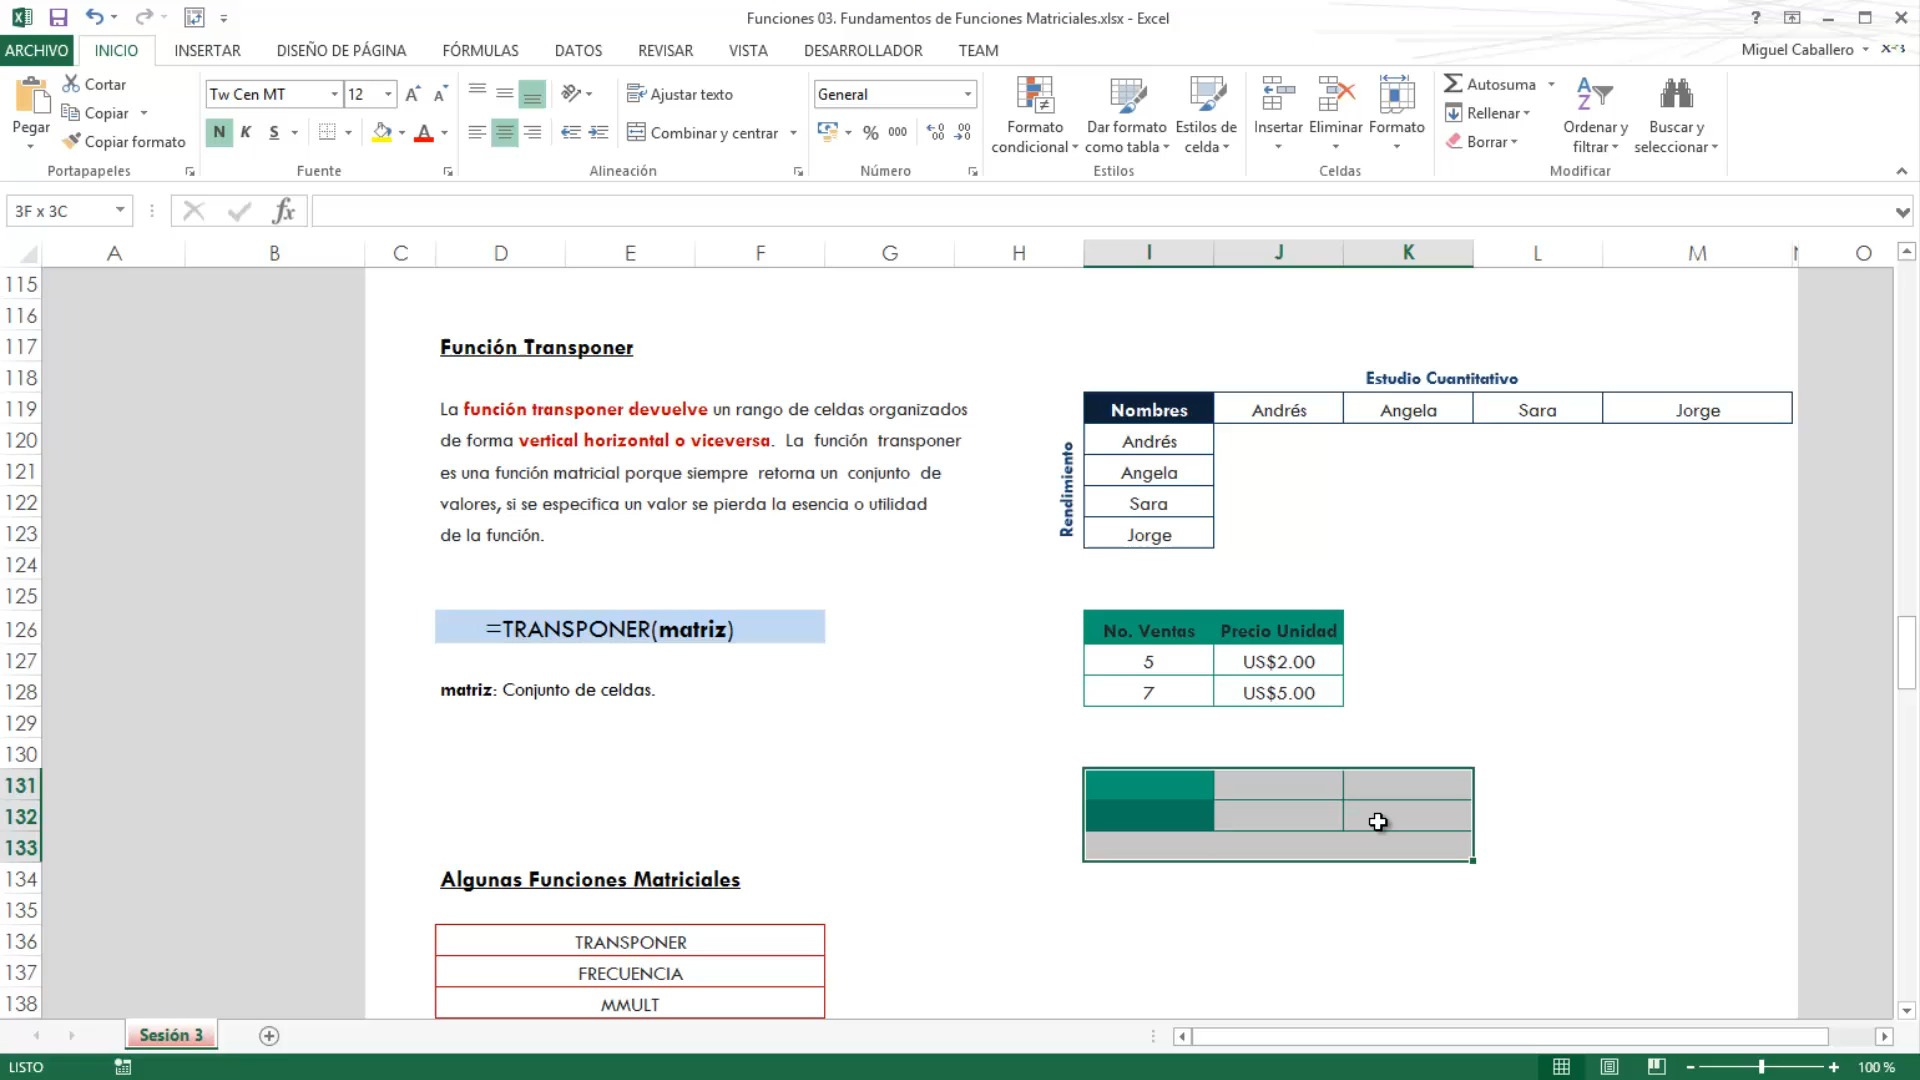 Funciones 03. Fundamentos de Funciones Matriciales.xlsx - Excel
ARCHIVO INICIO INSERTAR DISEÑO DE PÁGINA FÓRMULAS DATOS REVISAR VISTA DESARROLLADOR TEAM Miguel Caballero
Pegar
Cortar
Copiar
Copiar formato
Portapapeles
Tw Cen MT 12
N K S
Fuente
Ajustar texto
Combinar y centrar
Alineación
General
% 000
Número
Formato condicional
Dar formato como tabla
Estilos de celda
Estilos
Insertar
Eliminar
Formato
Celdas
Autosuma
Rellenar
Borrar
Ordenar y filtrar
Buscar y seleccionar
Modificar
3F x 3C fx
A B C D E F G H I J K L M O
115
116
117
118
119
120
121
122
123
124
125
126
127
128
129
130
131
132
133
134
135
136
137
138
Función Transponer
La función transponer devuelve un rango de celdas organizados
de forma vertical horizontal o viceversa. La función transponer
es una función matricial porque siempre retorna un conjunto de
valores, si se especifica un valor se pierda la esencia o utilidad
de la función.
=TRANSPONER(matriz)
matriz: Conjunto de celdas.
Algunas Funciones Matriciales
TRANSPONER
FRECUENCIA
MMULT
Estudio Cuantitativo
Nombres Andrés Angela Sara Jorge
Rendimiento
Andrés
Angela
Sara
Jorge
No. Ventas Precio Unidad
5 US$2.00
7 US$5.00
Sesión 3
LISTO 100 %